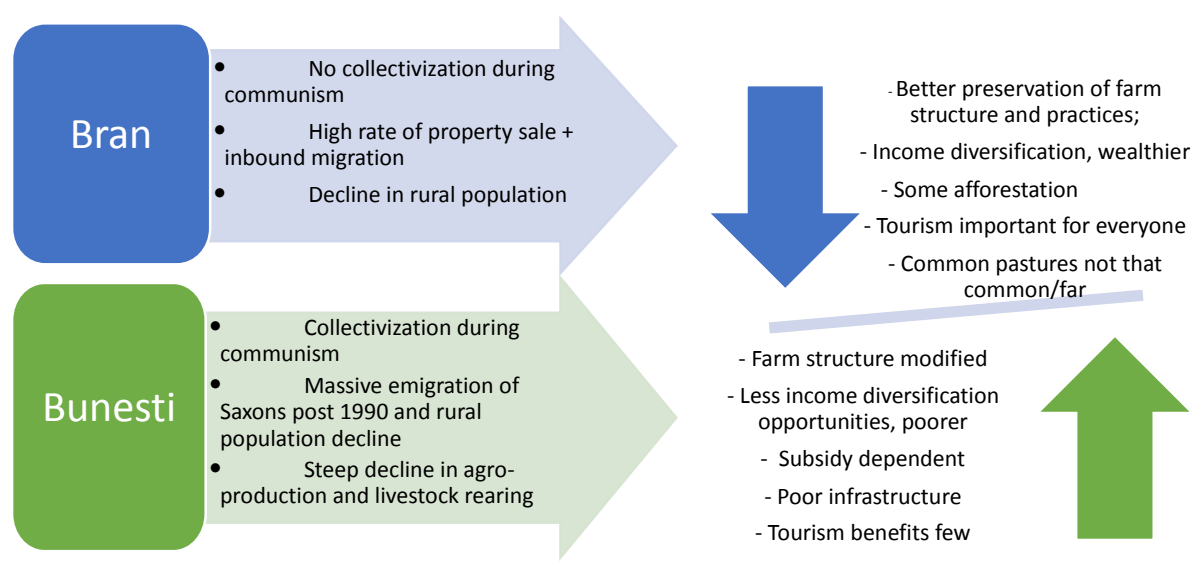 Bran
• No collectivization during
communism
• High rate of property sale +
inbound migration
• Decline in rural population
- Better preservation of farm
structure and practices;
- Income diversification, wealthier
- Some afforestation
- Tourism important for everyone
- Common pastures not that
common/far
Bunesti
• Collectivization during
communism
• Massive emigration of
Saxons post 1990 and rural
population decline
• Steep decline in agro-
production and livestock rearing
- Farm structure modified
- Less income diversification
opportunities, poorer
- Subsidy dependent
- Poor infrastructure
- Tourism benefits few